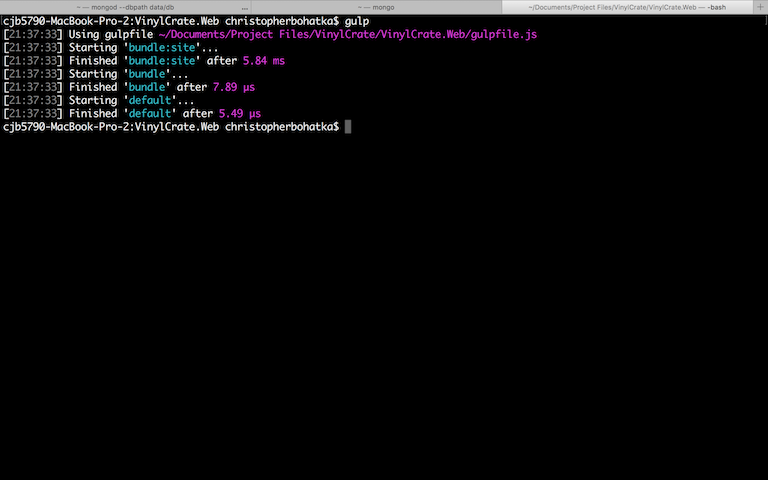 ~ — mongod --dbpath data/db ... ~ — mongo ~/Documents/Project Files/VinylCrate/VinylCrate.Web — -bash +
cjb5790-MacBook-Pro-2:VinylCrate.Web christopherbohatka$ gulp
[21:37:33] Using gulpfile ~/Documents/Project Files/VinylCrate/VinylCrate.Web/gulpfile.js
[21:37:33] Starting 'bundle:site'...
[21:37:33] Finished 'bundle:site' after 5.84 ms
[21:37:33] Starting 'bundle'...
[21:37:33] Finished 'bundle' after 7.89 μs
[21:37:33] Starting 'default'...
[21:37:33] Finished 'default' after 5.49 μs
cjb5790-MacBook-Pro-2:VinylCrate.Web christopherbohatka$